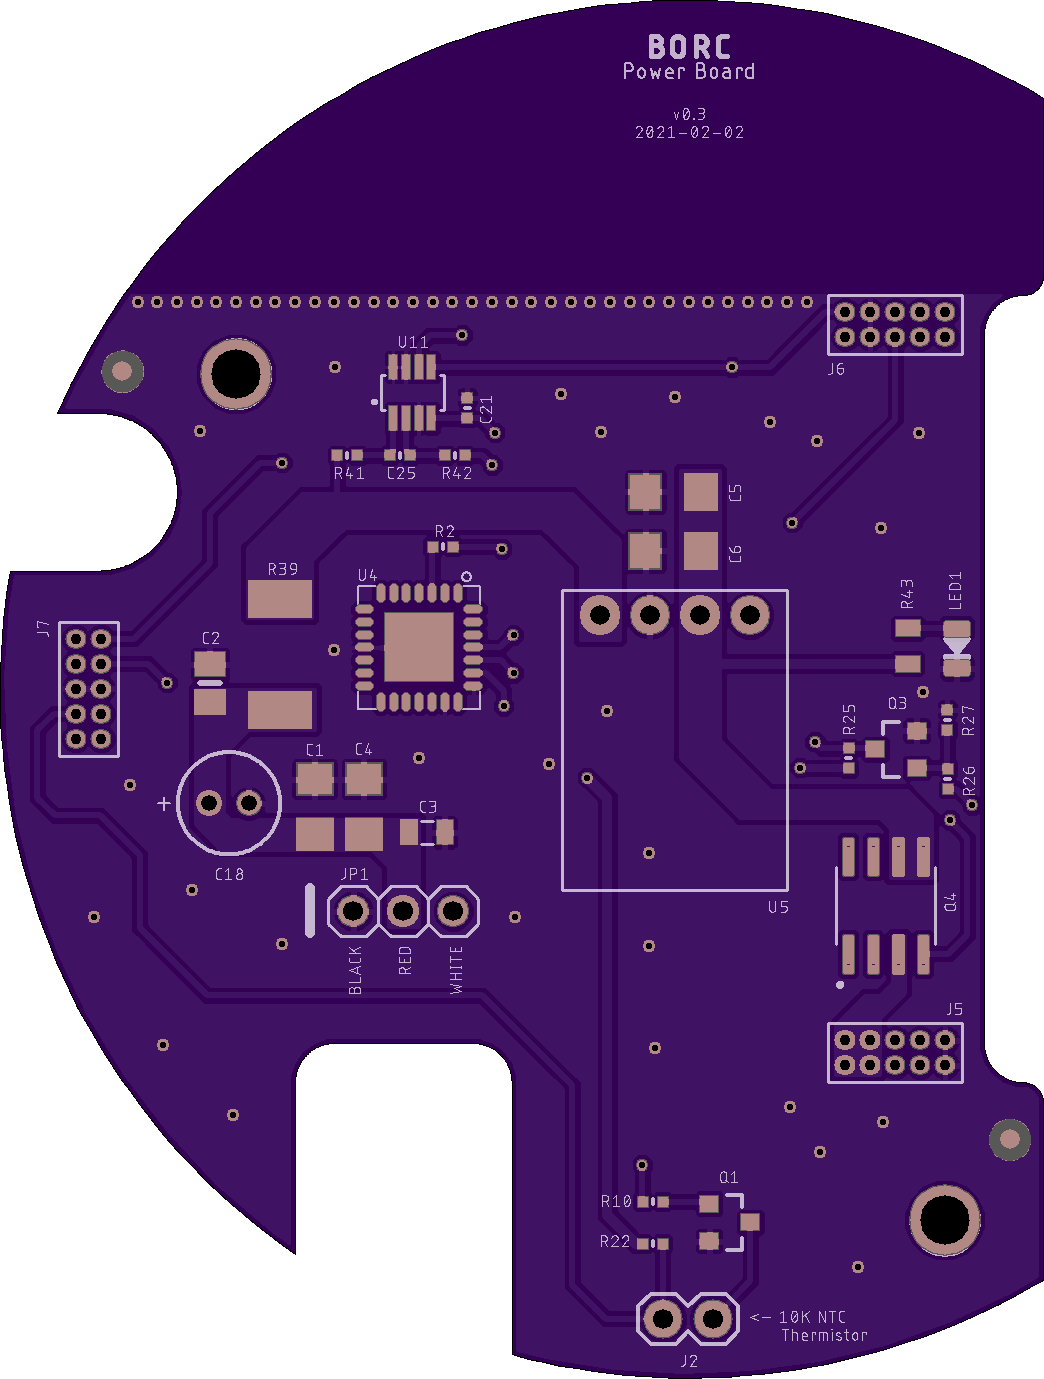 BORC
Power Board
v0.3
2021-02-02
U11
J6
C21
R41
C25
R42
C5
R2
C6
R39
U4
R43
LED1
J7
C2
Q3
R25
R27
C1
C4
R26
+
C3
C18
JP1
U5
Q4
BLACK
RED
WHITE
J5
Q1
R10
R22
<- 10K NTC
Thermistor
J2